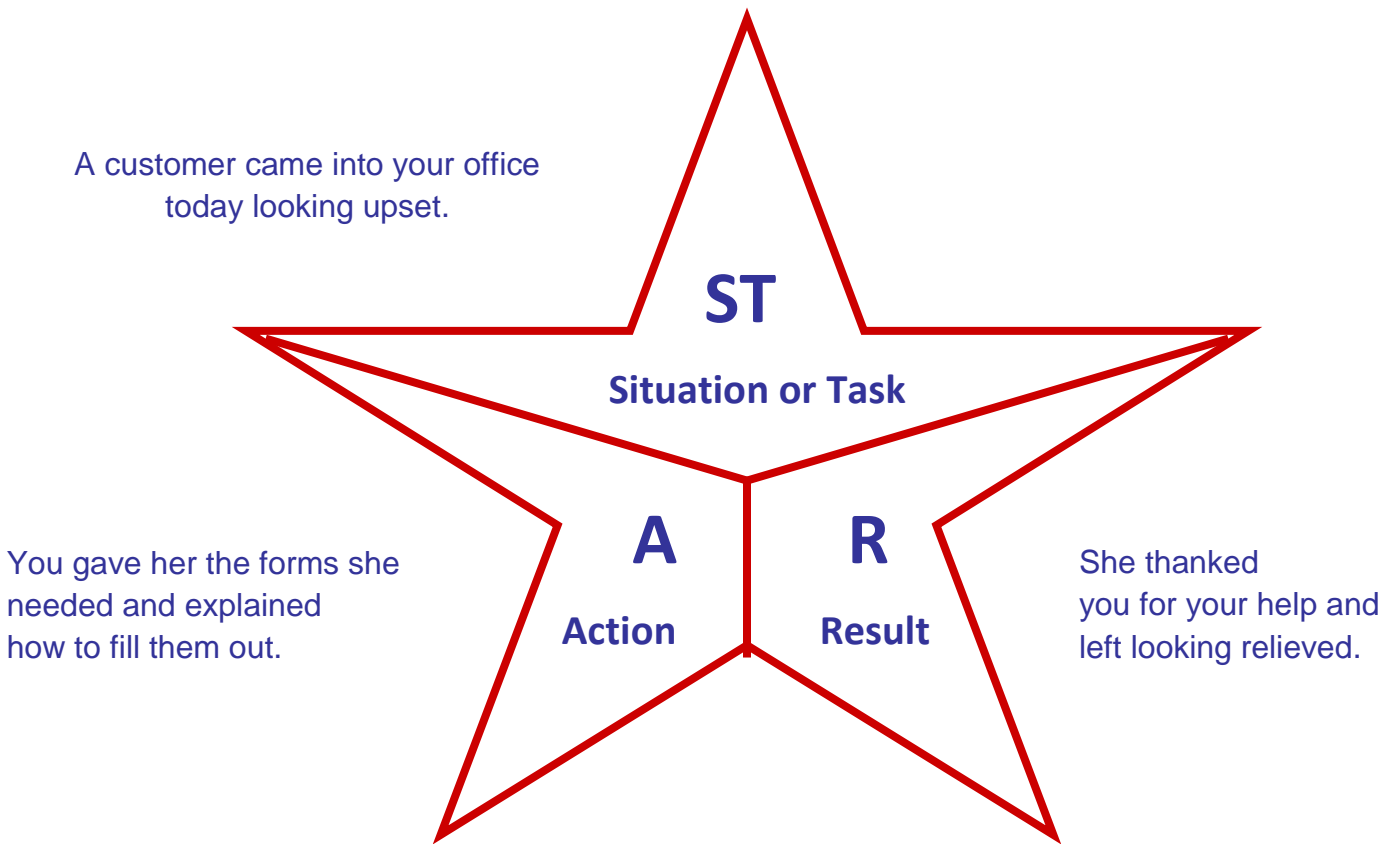 A customer came into your office
today looking upset.
ST
Situation or Task
A
Action
R
Result
You gave her the forms she
needed and explained
how to fill them out.
She thanked
you for your help and
left looking relieved.